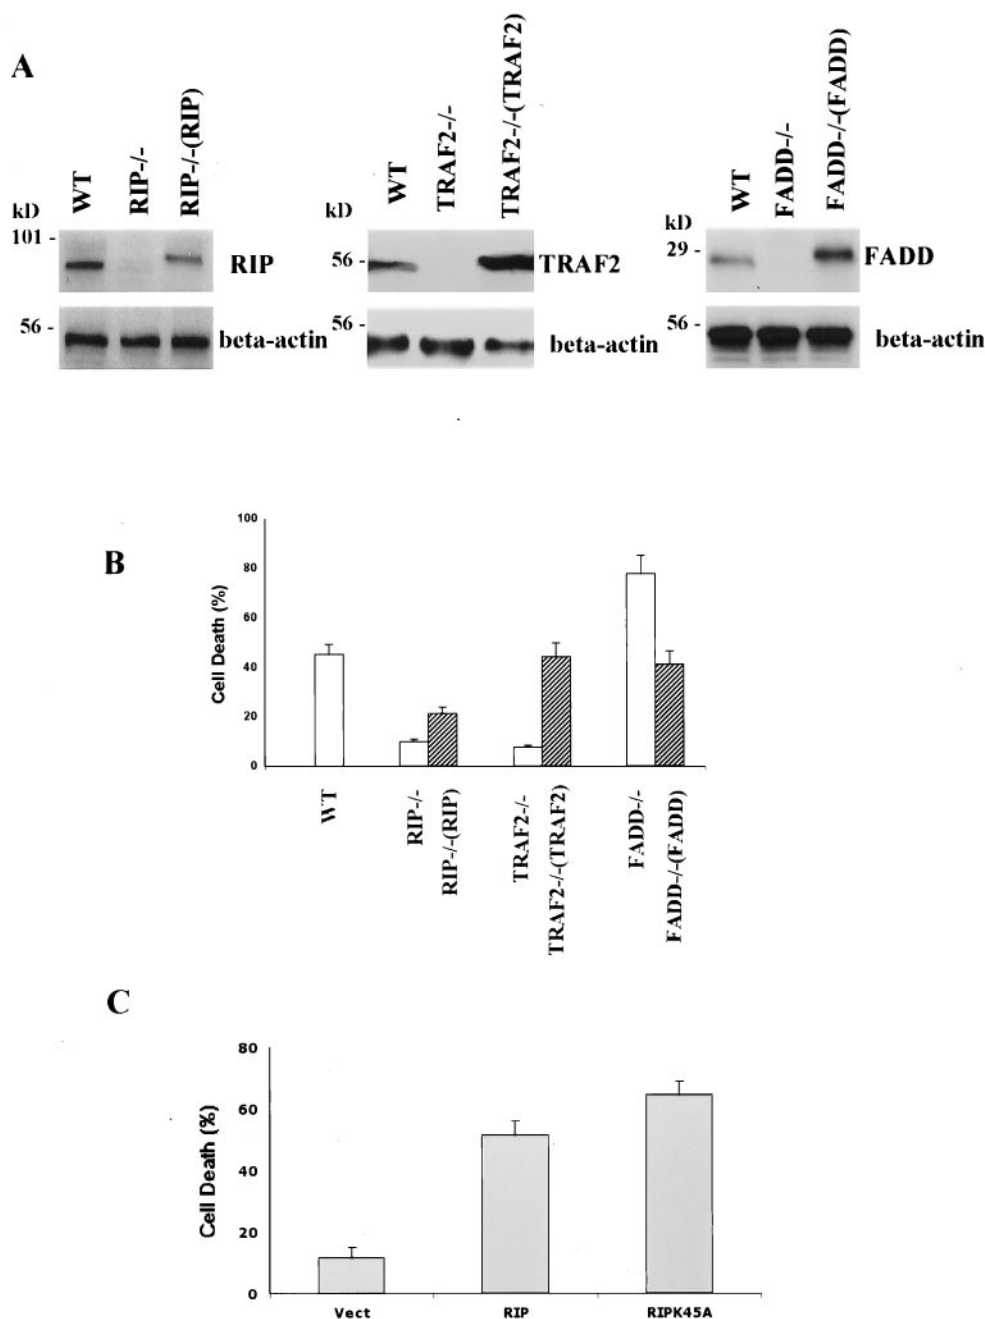 A
WT
RIP-/-
RIP-/-(RIP)
kD
101 -
RIP
56 -
beta-actin
WT
TRAF2-/-
TRAF2-/-(TRAF2)
kD
56 -
TRAF2
56 -
beta-actin
WT
FADD-/-
FADD-/-(FADD)
kD
29 -
FADD
56 -
beta-actin
B
Cell Death (%)
100
80
60
40
20
0
WT
RIP-/-
RIP-/-(RIP)
TRAF2-/-
TRAF2-/-(TRAF2)
FADD-/-
FADD-/-(FADD)
C
Cell Death (%)
80
60
40
20
0
Vect
RIP
RIPK45A